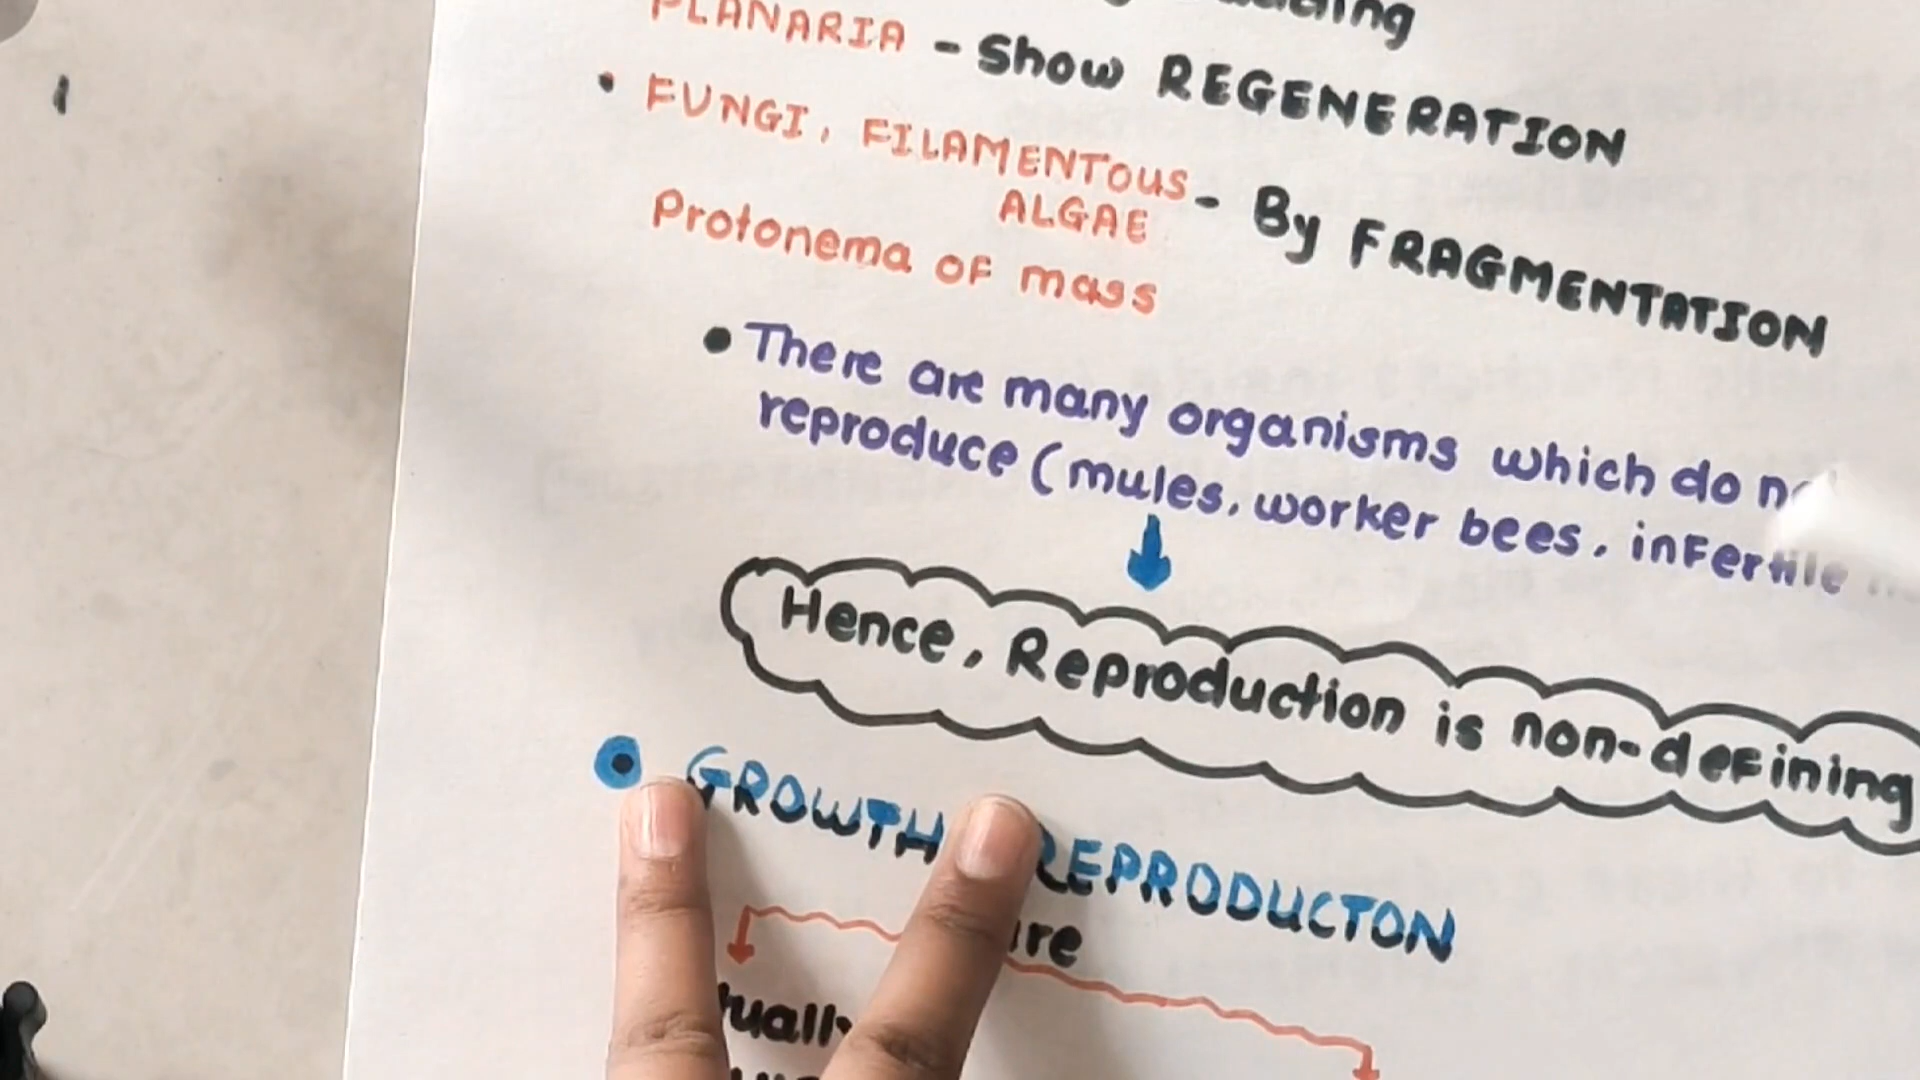 PLANARIA - Show REGENERATION
• FUNGI, FILAMENTOUS ALGAE - By FRAGMENTATION
Protonema of mass
• There are many organisms which do
reproduce (mules, worker bees, infertile
Hence, Reproduction is non-defining
GROWTH REPRODUCTON